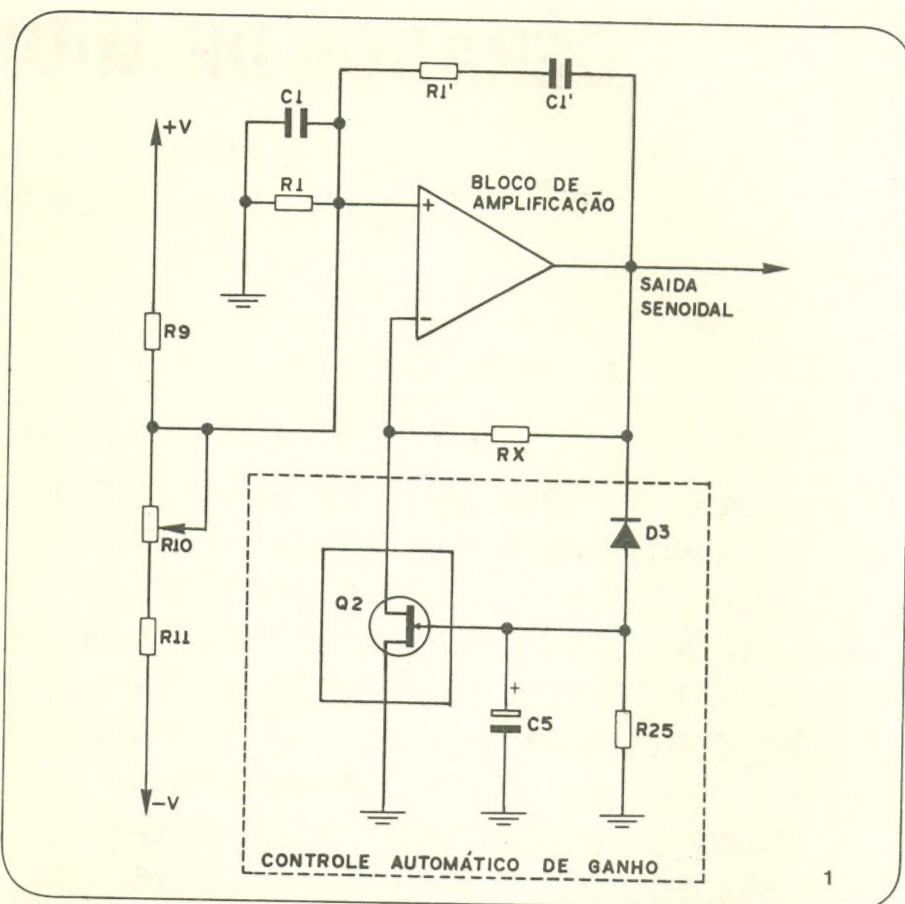 R1'
C1'
C1
+V
R1
BLOCO DE
AMPLIFICAÇÃO
+
-
SAIDA
SENOIDAL
R9
RX
R10
D3
Q2
R11
+
C5
R25
-V
CONTROLE AUTOMÁTICO DE GANHO
1